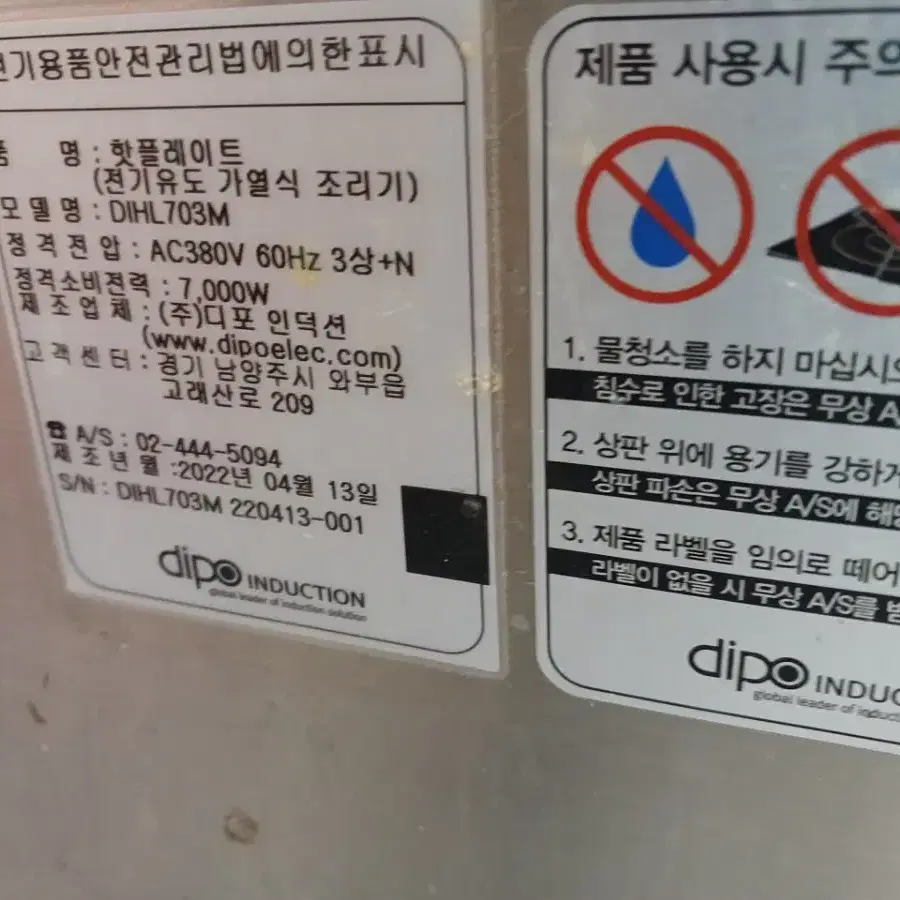 전기용품안전관리법에의한표시
품 명 : 핫플레이트
(전기유도 가열식 조리기)
모델명 : DIHL703M
정격전압 : AC380V 60Hz 3상+N
정격소비전력 : 7,000W
제조업체 : (주)디포 인덕션
(www.dipoelec.com)
고객센터 : 경기 남양주시 와부읍
고래산로 209
☎ A/S : 02-444-5094
제조년월 :2022년 04월 13일
S/N : DIHL703M 220413-001
dipo INDUCTION
global leader of induction solution
제품 사용시 주의
1. 물청소를 하지 마십시오
침수로 인한 고장은 무상 A/
2. 상판 위에 용기를 강하게
상판 파손은 무상 A/S에 해당
3. 제품 라벨을 임의로 떼어
라벨이 없을 시 무상 A/S를 받
dipo INDUC
global leader of induct